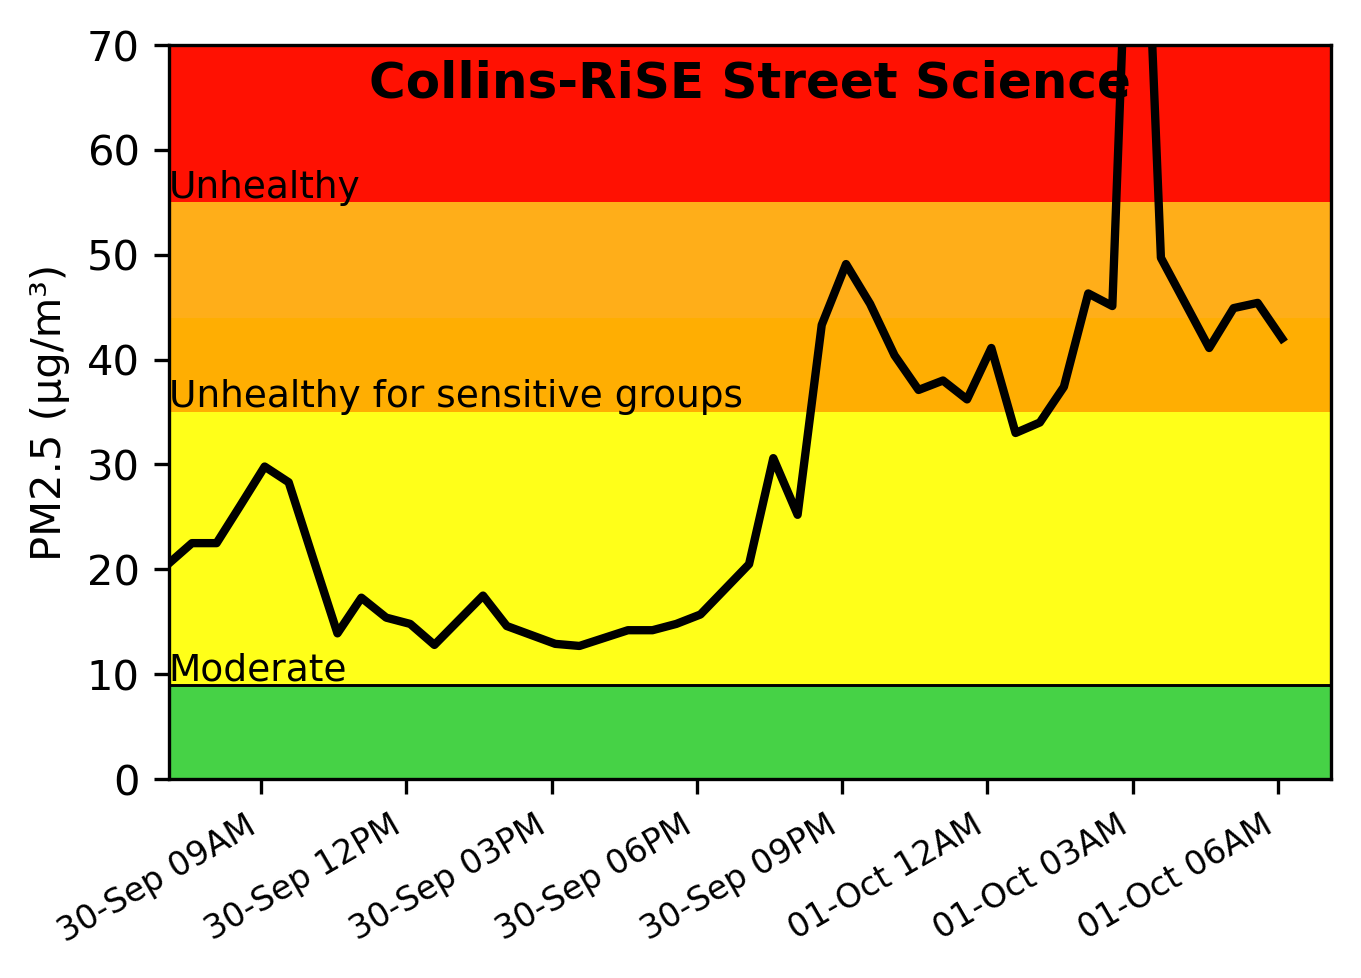 Collins-RiSE Street Science
70
60
Unhealthy
50
40
Unhealthy for sensitive groups
30
20
Moderate
10
0
PM2.5 (µg/m³)
30-Sep 09AM
30-Sep 12PM
30-Sep 03PM
30-Sep 06PM
30-Sep 09PM
01-Oct 12AM
01-Oct 03AM
01-Oct 06AM